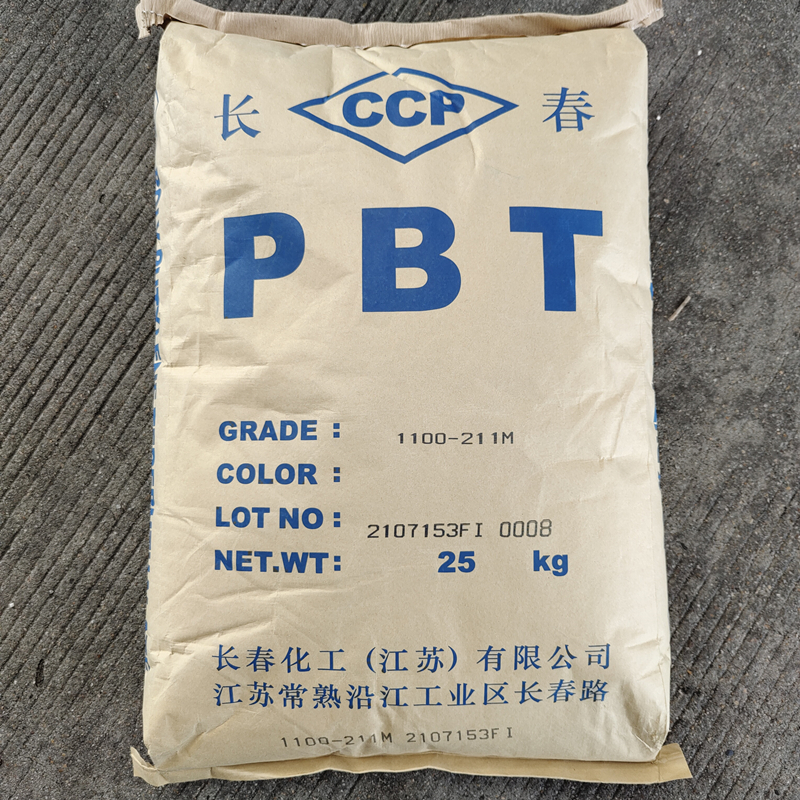 长 CCP 春
PBT
GRADE: 1100-211M
COLOR:
LOT NO: 2107153FI 0008
NET.WT: 25 kg
长春化工(江苏)有限公司
江苏常熟沿江工业区长春路
1100-211M 2107153FI